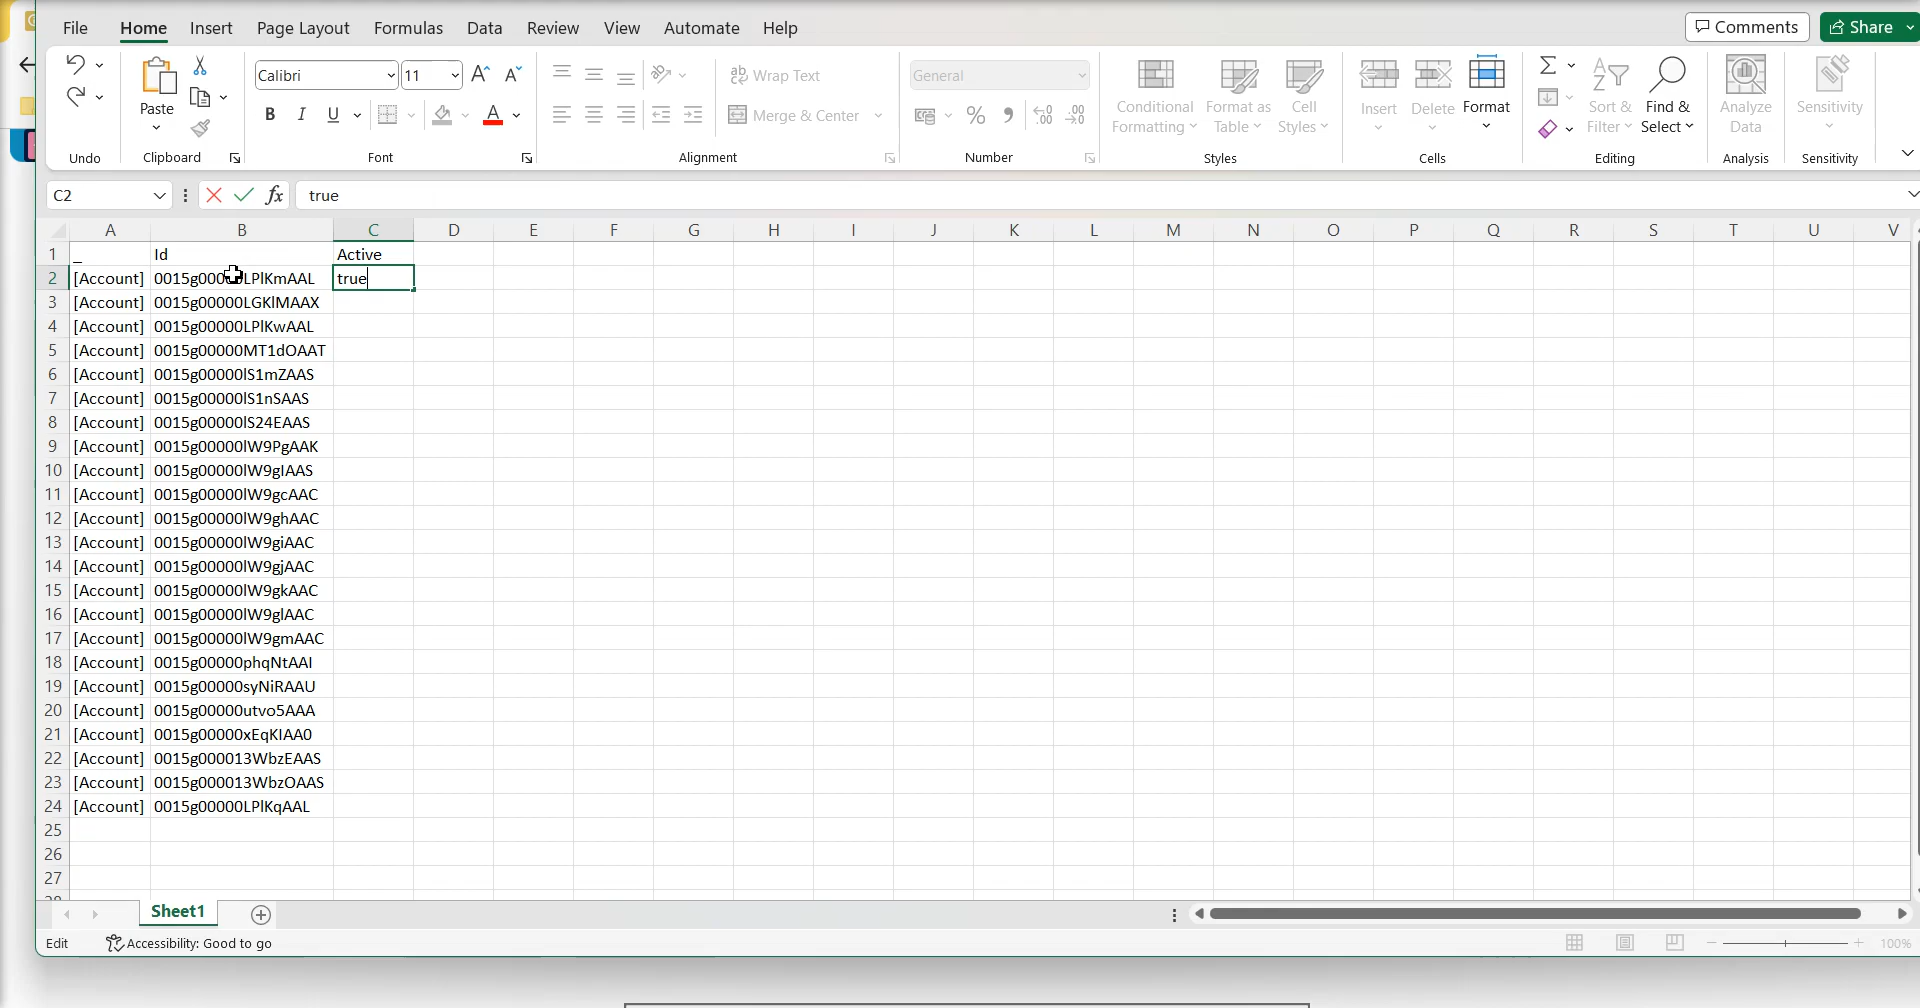 File Home Insert Page Layout Formulas Data Review View Automate Help Comments Share
Calibri 11 Wrap Text General
Paste B I U Merge & Center % Conditional Formatting Format as Table Cell Styles Insert Delete Format Sort & Filter Find & Select Analyze Data Sensitivity
Undo Clipboard Font Alignment Number Styles Cells Editing Analysis Sensitivity
C2 fx true
A B C D E F G H I J K L M N O P Q R S T U V
1 _ Id Active
2 [Account] 0015g00000LPlKmAAL true
3 [Account] 0015g00000LGKlMAAX
4 [Account] 0015g00000LPlKwAAL
5 [Account] 0015g00000MT1dOAAT
6 [Account] 0015g00000lS1mZAAS
7 [Account] 0015g00000lS1nSAAS
8 [Account] 0015g00000lS24EAAS
9 [Account] 0015g00000lW9PgAAK
10 [Account] 0015g00000lW9gIAAS
11 [Account] 0015g00000lW9gcAAC
12 [Account] 0015g00000lW9ghAAC
13 [Account] 0015g00000lW9giAAC
14 [Account] 0015g00000lW9gjAAC
15 [Account] 0015g00000lW9gkAAC
16 [Account] 0015g00000lW9glAAC
17 [Account] 0015g00000lW9gmAAC
18 [Account] 0015g00000phqNtAAI
19 [Account] 0015g00000syNiRAAU
20 [Account] 0015g00000utvo5AAA
21 [Account] 0015g00000xEqKIAA0
22 [Account] 0015g000013WbzEAAS
23 [Account] 0015g000013WbzOAAS
24 [Account] 0015g00000LPlKqAAL
25
26
27
Sheet1
Edit Accessibility: Good to go 100%